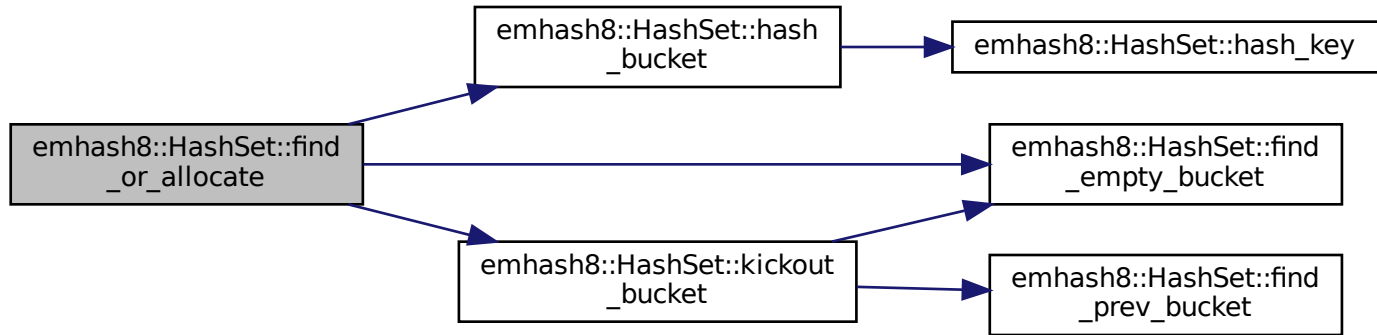 emhash8::HashSet::hash
_bucket
emhash8::HashSet::hash_key
emhash8::HashSet::find
_or_allocate
emhash8::HashSet::find
_empty_bucket
emhash8::HashSet::kickout
_bucket
emhash8::HashSet::find
_prev_bucket